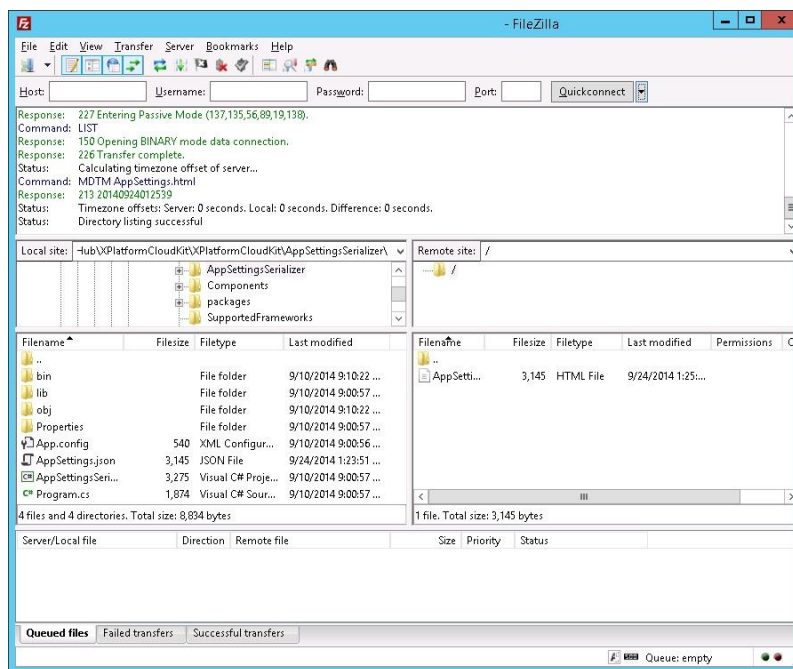 - FileZilla
File Edit View Transfer Server Bookmarks Help
Host: Username: Password: Port: Quickconnect
Response: 227 Entering Passive Mode (137,135,56,89,19,138).
Command: LIST
Response: 150 Opening BINARY mode data connection.
Response: 226 Transfer complete.
Status: Calculating timezone offset of server...
Command: MDTM AppSettings.html
Response: 213 20140924012539
Status: Timezone offsets: Server: 0 seconds. Local: 0 seconds. Difference: 0 seconds.
Status: Directory listing successful
Local site: Hub\XPlatformCloudKit\XPlatformCloudKit\AppSettingsSerializer\ Remote site: /
AppSettingsSerializer /
Components
packages
SupportedFrameworks
Filename Filesize Filetype Last modified Filename Filesize Filetype Last modified Permissions
.. ..
bin File folder 9/10/2014 9:10:22 ... AppSetti... 3,145 HTML File 9/24/2014 1:25:...
lib File folder 9/10/2014 9:00:57 ...
obj File folder 9/10/2014 9:10:22 ...
Properties File folder 9/10/2014 9:00:57 ...
App.config 540 XML Configur... 9/10/2014 9:00:56 ...
AppSettings.json 3,145 JSON File 9/24/2014 1:23:51 ...
AppSettingsSeri... 3,275 Visual C# Proje... 9/10/2014 9:00:57 ...
Program.cs 1,874 Visual C# Sour... 9/10/2014 9:00:57 ...
4 files and 4 directories. Total size: 8,834 bytes 1 file. Total size: 3,145 bytes
Server/Local file Direction Remote file Size Priority Status
Queued files Failed transfers Successful transfers
Queue: empty